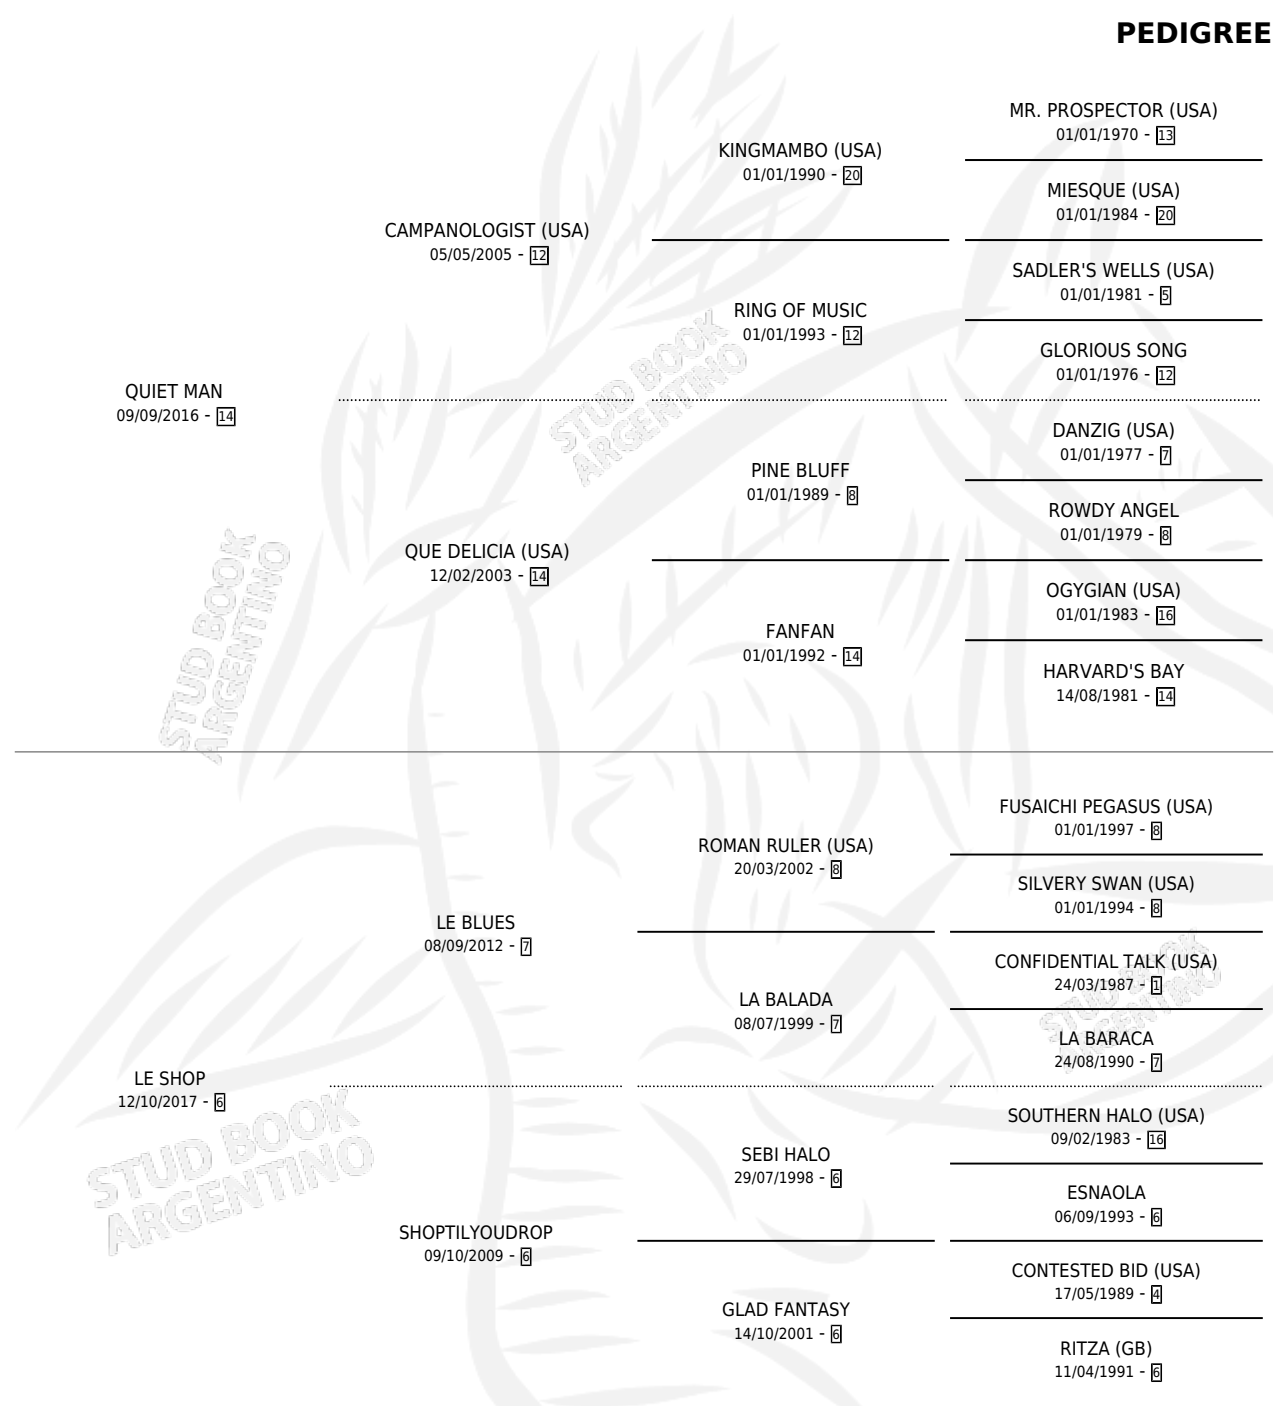 PEDIGREE
MR. PROSPECTOR (USA)
01/01/1970 - 13
KINGMAMBO (USA)
01/01/1990 - 20
MIESQUE (USA)
01/01/1984 - 20
CAMPANOLOGIST (USA)
05/05/2005 - 12
SADLER'S WELLS (USA)
01/01/1981 - 5
RING OF MUSIC
01/01/1993 - 12
GLORIOUS SONG
01/01/1976 - 12
QUIET MAN
09/09/2016 - 14
DANZIG (USA)
01/01/1977 - 7
PINE BLUFF
01/01/1989 - 8
ROWDY ANGEL
01/01/1979 - 8
QUE DELICIA (USA)
12/02/2003 - 14
OGYGIAN (USA)
01/01/1983 - 16
FANFAN
01/01/1992 - 14
HARVARD'S BAY
14/08/1981 - 14
FUSAICHI PEGASUS (USA)
01/01/1997 - 8
ROMAN RULER (USA)
20/03/2002 - 8
SILVERY SWAN (USA)
01/01/1994 - 8
LE BLUES
08/09/2012 - 7
CONFIDENTIAL TALK (USA)
24/03/1987 - 1
LA BALADA
08/07/1999 - 7
LA BARACA
24/08/1990 - 7
LE SHOP
12/10/2017 - 6
SOUTHERN HALO (USA)
09/02/1983 - 16
SEBI HALO
29/07/1998 - 6
ESNAOLA
06/09/1993 - 6
SHOPTILYOUDROP
09/10/2009 - 6
CONTESTED BID (USA)
17/05/1989 - 4
GLAD FANTASY
14/10/2001 - 6
RITZA (GB)
11/04/1991 - 6
STUD BOOK
ARGENTINO
STUD BOOK
ARGENTINO
STUD BOOK
ARGENTINO
STUD BOOK
ARGENTINO